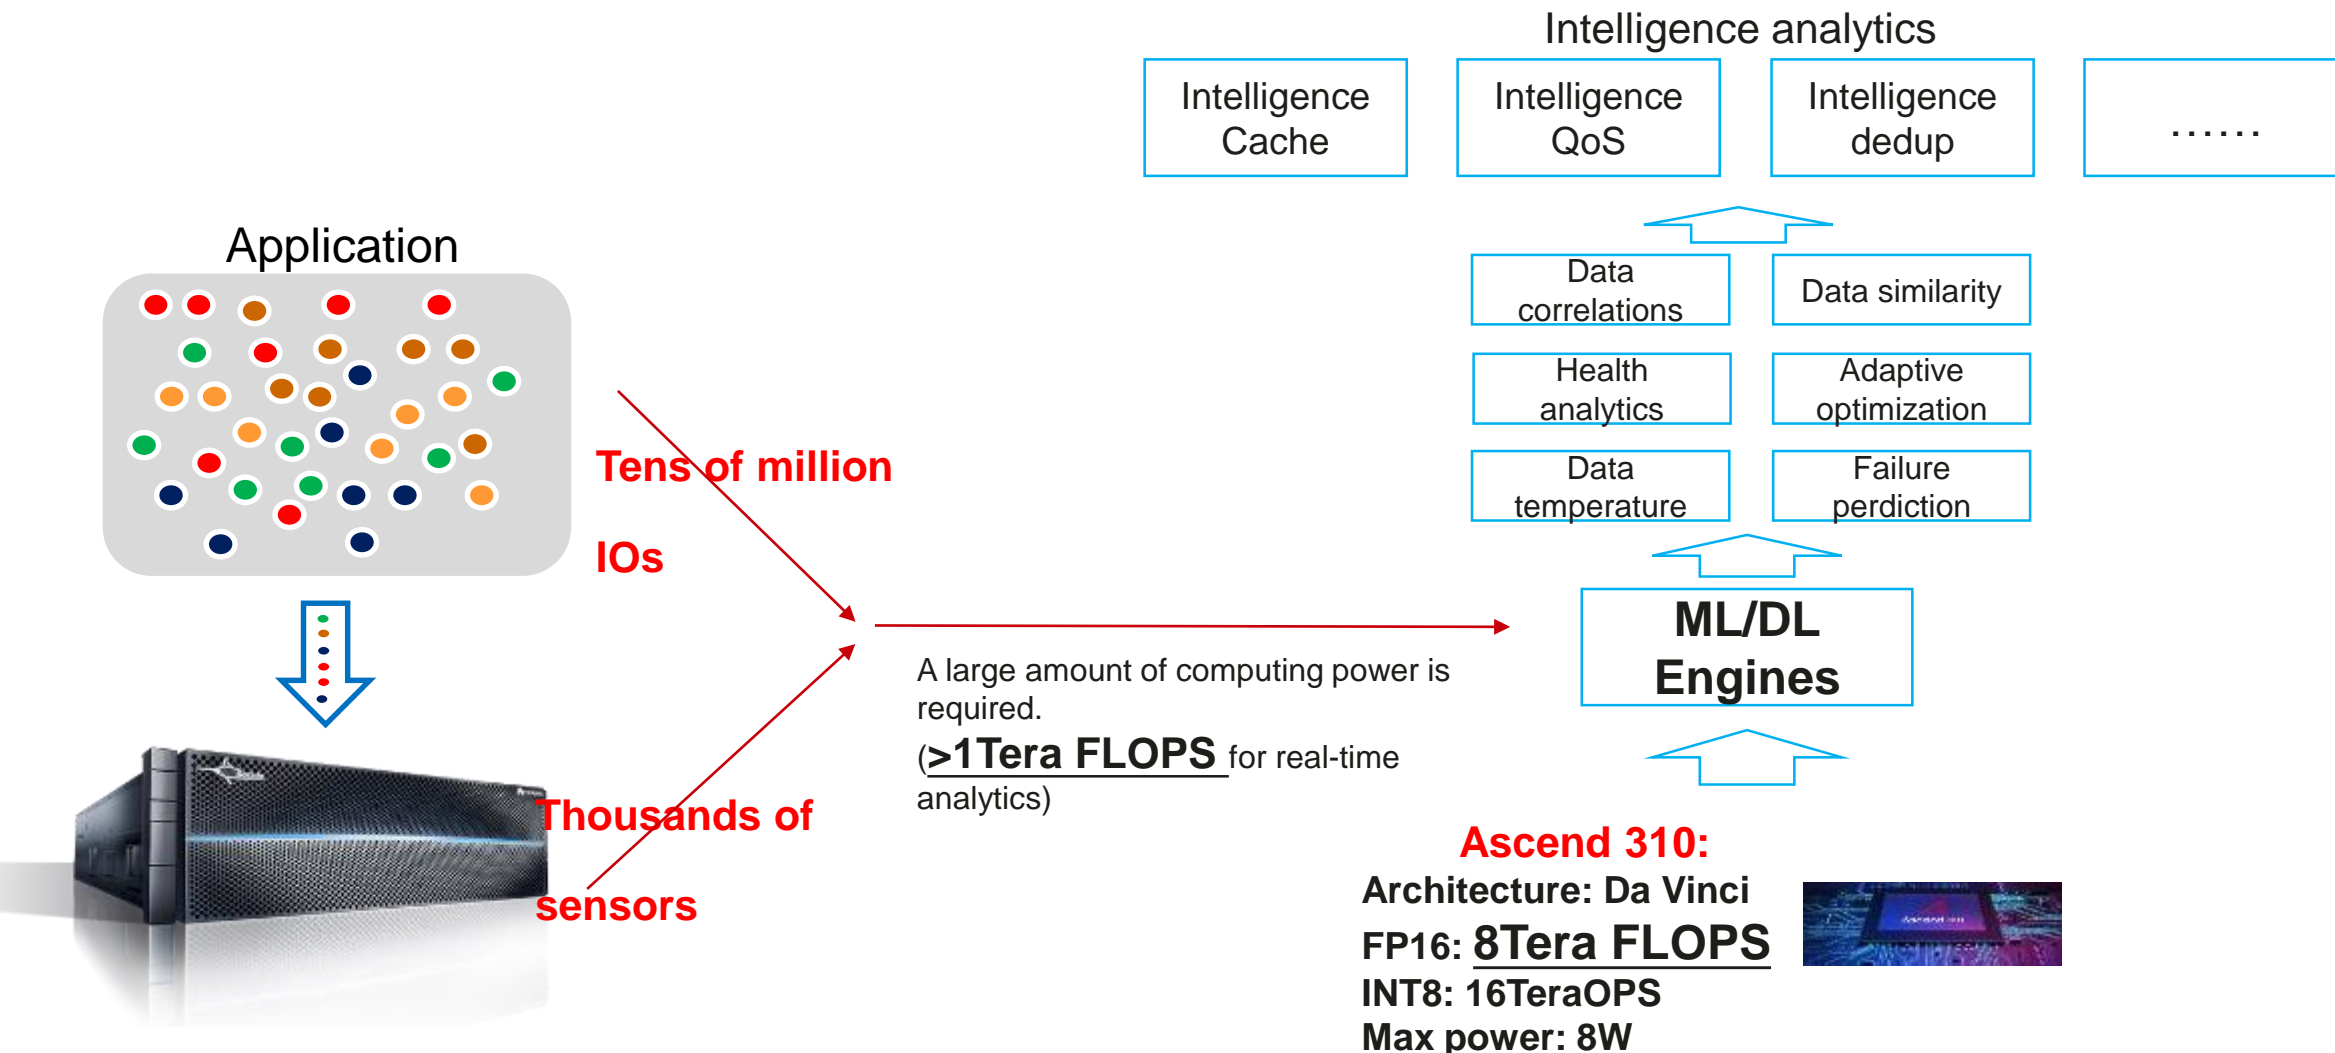 Intelligence analytics
Intelligence
Cache
Intelligence
QoS
Intelligence
dedup
......
Application
Data
correlations
Data similarity
Health
analytics
Adaptive
optimization
Data
temperature
Failure
perdiction
Tens of million
IOs
ML/DL
Engines
A large amount of computing power is
required.
(>1Tera FLOPS for real-time
analytics)
Thousands of
sensors
Ascend 310:
Architecture: Da Vinci
FP16: 8Tera FLOPS
INT8: 16TeraOPS
Max power: 8W